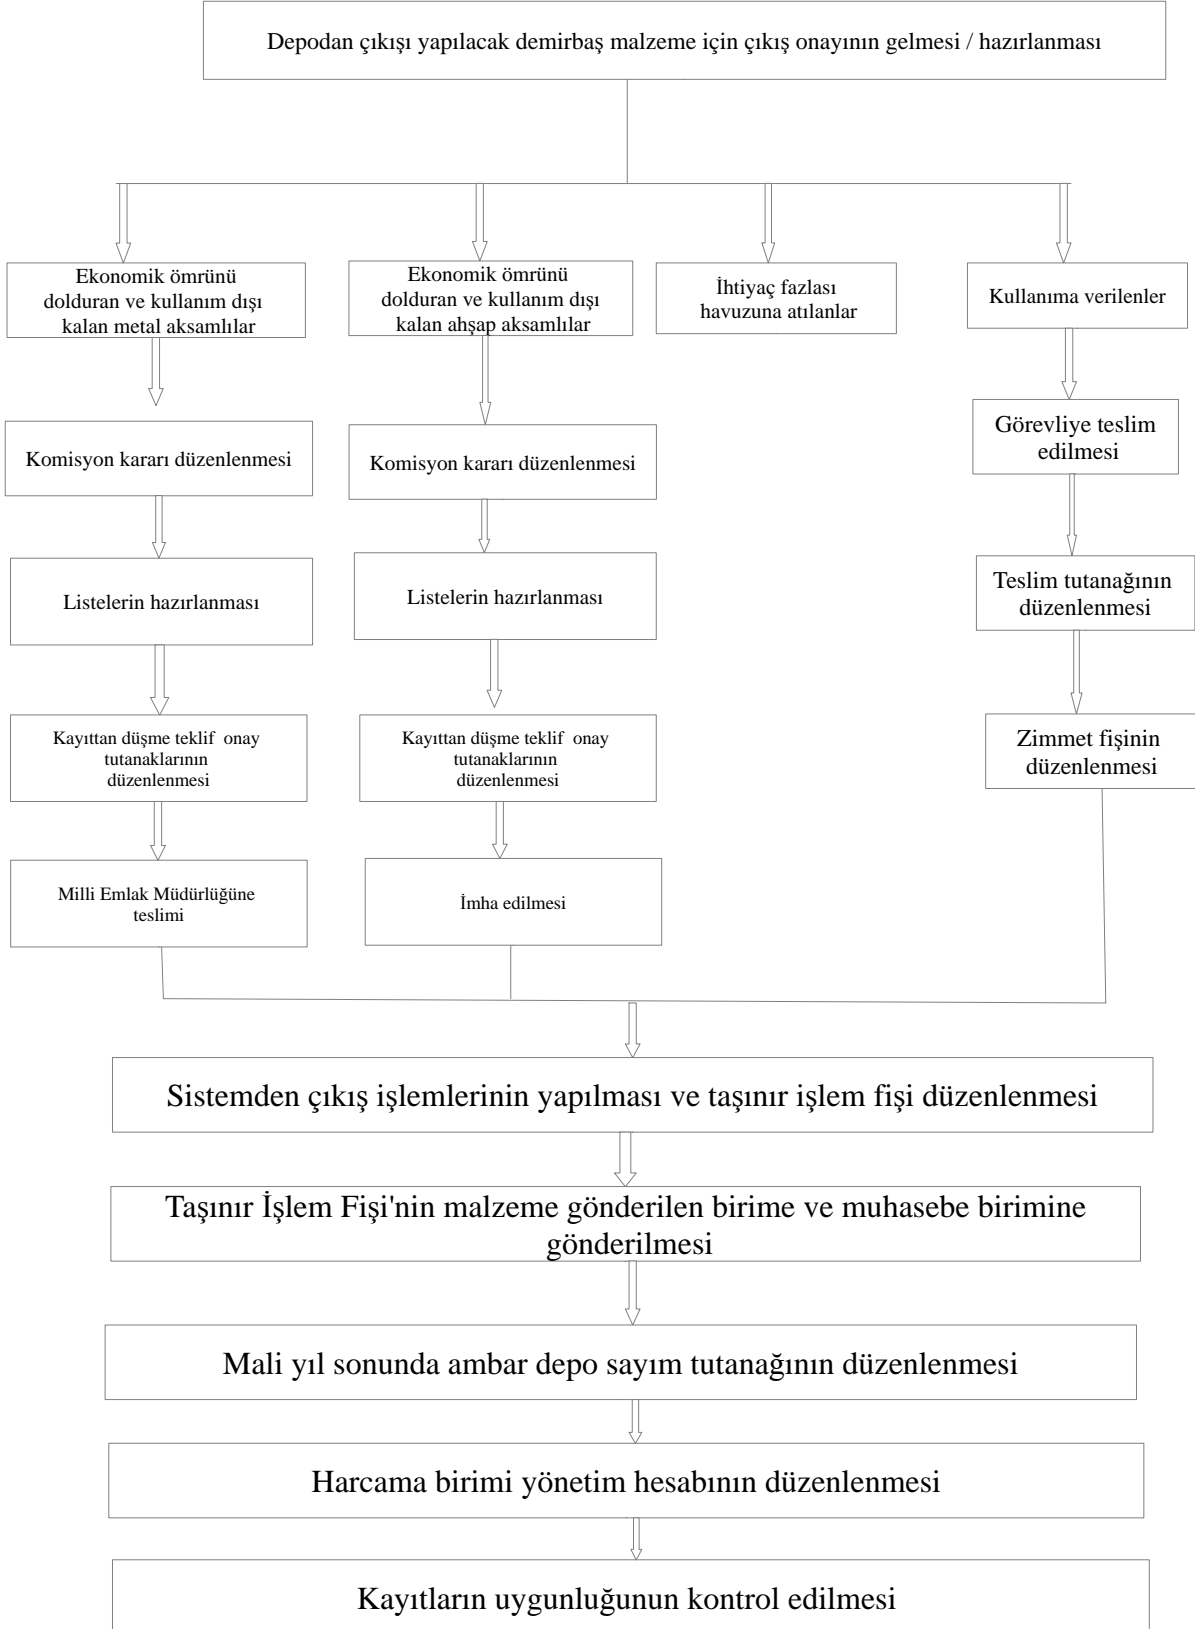 Depodan çıkışı yapılacak demirbaş malzeme için çıkış onayının gelmesi / hazırlanması
Ekonomik ömrünü
dolduran ve kullanım dışı
kalan metal aksamlılar
Ekonomik ömrünü
dolduran ve kullanım dışı
kalan ahşap aksamlılar
İhtiyaç fazlası
havuzuna atılanlar
Kullanıma verilenler
Komisyon kararı düzenlenmesi
Komisyon kararı düzenlenmesi
Görevliye teslim
edilmesi
Listelerin hazırlanması
Listelerin hazırlanması
Teslim tutanağının
düzenlenmesi
Kayıttan düşme teklif onay
tutanaklarının
düzenlenmesi
Kayıttan düşme teklif onay
tutanaklarının
düzenlenmesi
Zimmet fişinin
düzenlenmesi
Milli Emlak Müdürlüğüne
teslimi
İmha edilmesi
Sistemden çıkış işlemlerinin yapılması ve taşınır işlem fişi düzenlenmesi
Taşınır İşlem Fişi'nin malzeme gönderilen birime ve muhasebe birimine
gönderilmesi
Mali yıl sonunda ambar depo sayım tutanağının düzenlenmesi
Harcama birimi yönetim hesabının düzenlenmesi
Kayıtların uygunluğunun kontrol edilmesi